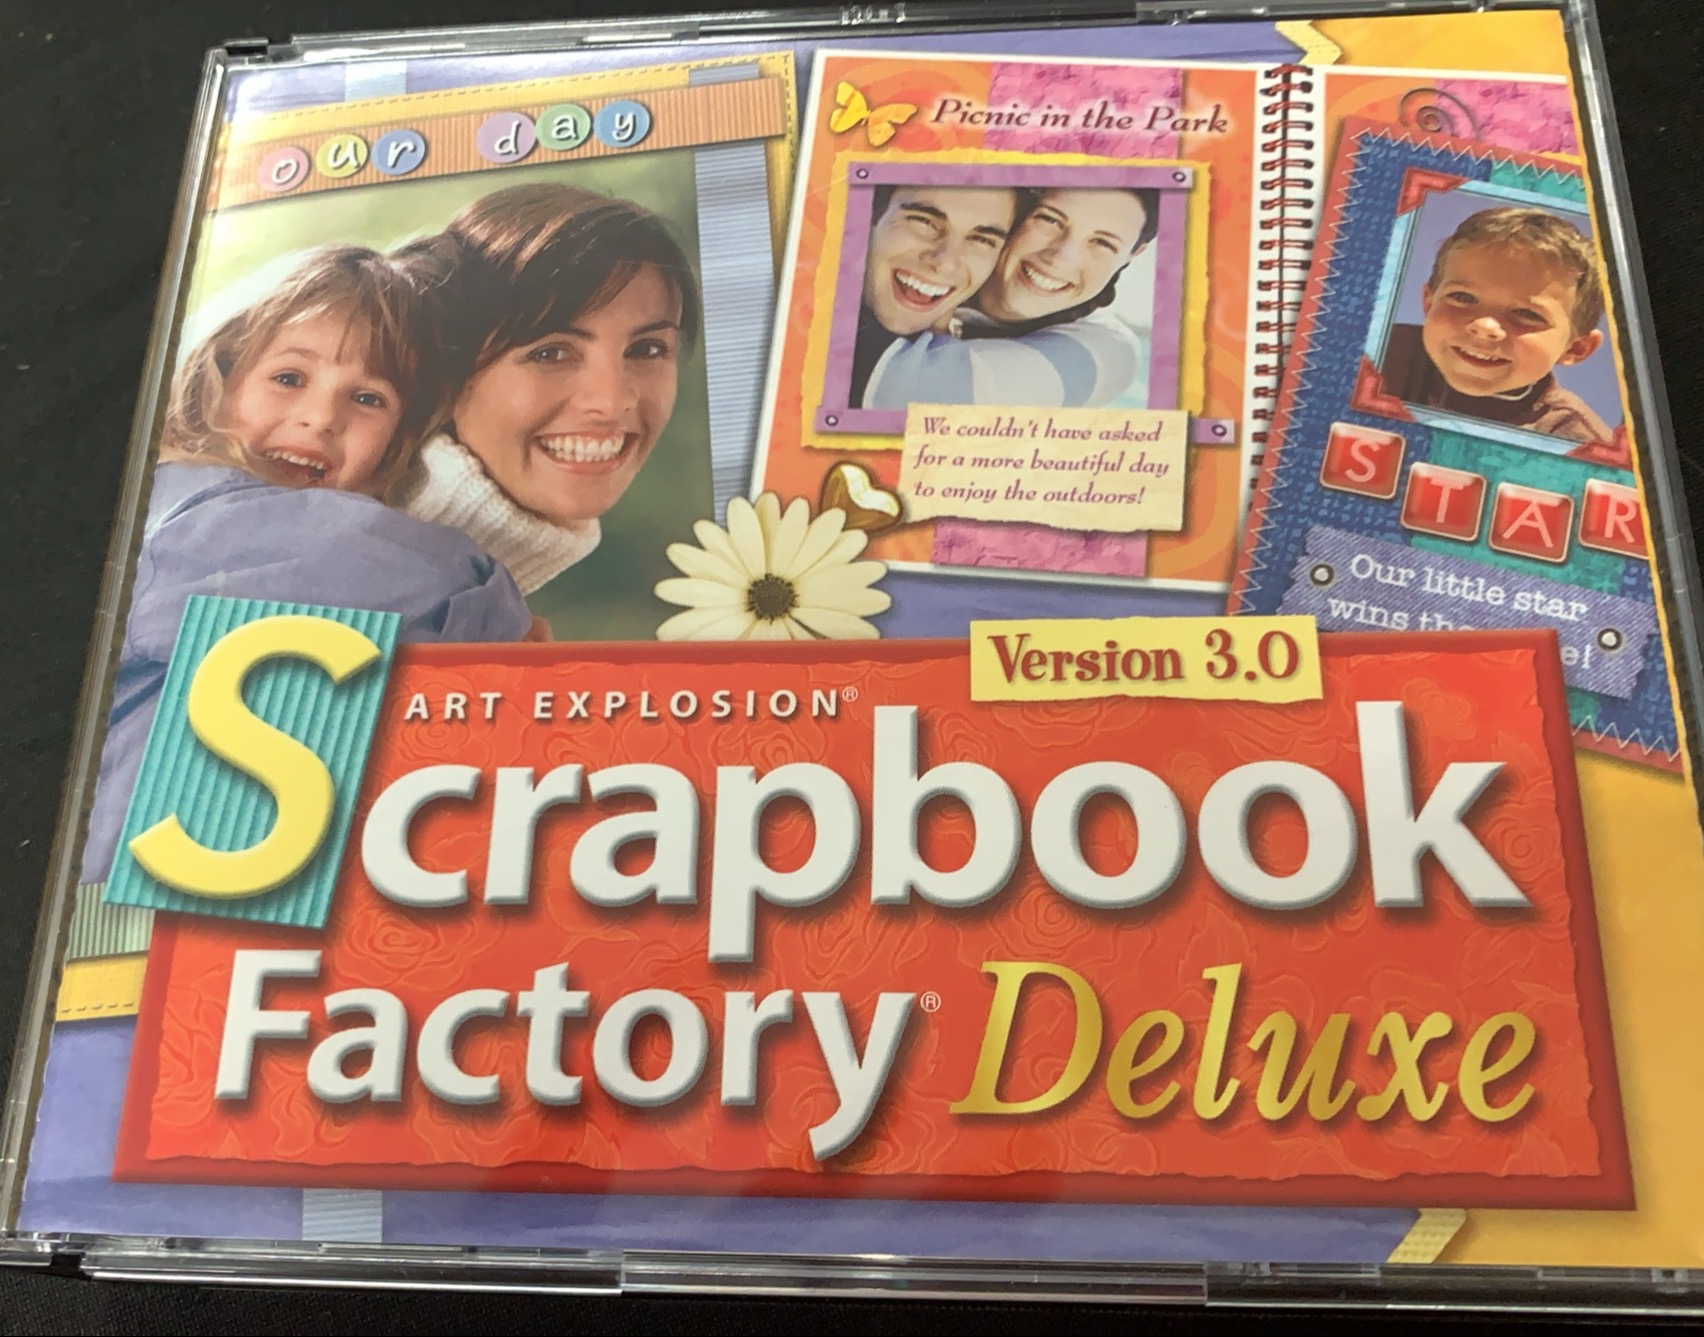 our day
Picnic in the Park
We couldn't have asked
for a more beautiful day
to enjoy the outdoors!
STAR
Our little star
wins
Version 3.0
ART EXPLOSION®
Scrapbook
Factory® Deluxe